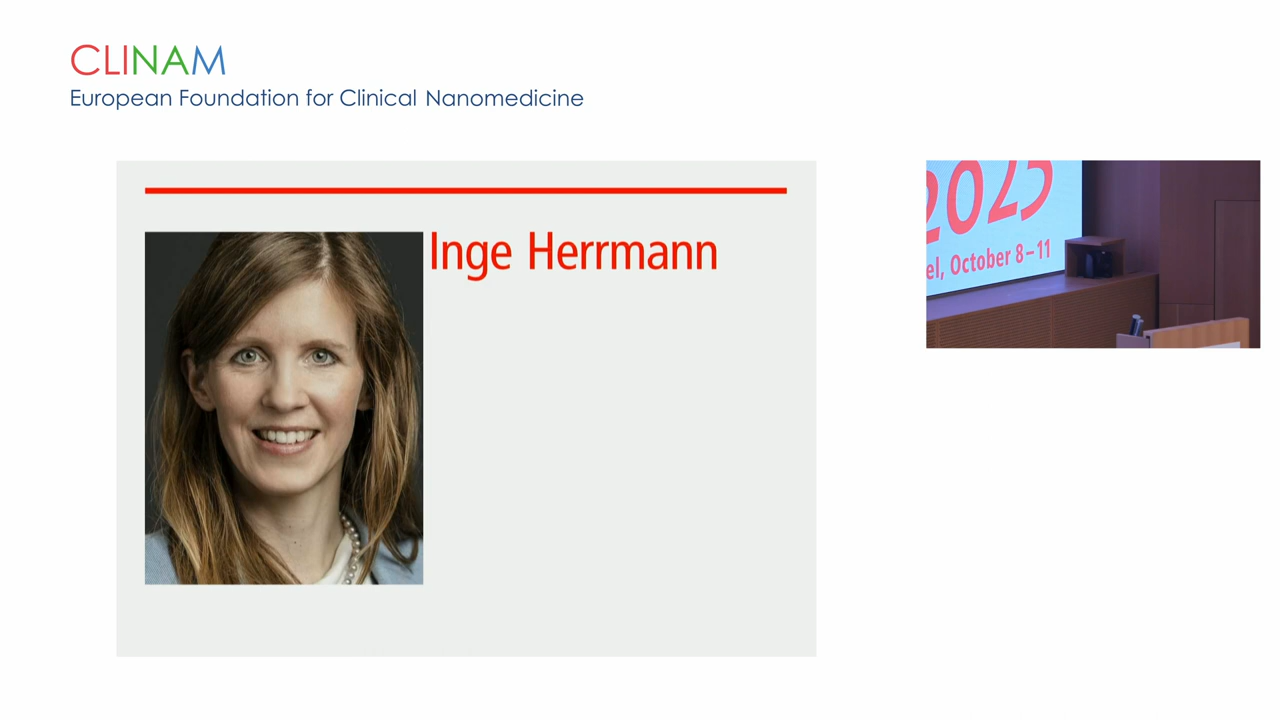 CLINAM
European Foundation for Clinical Nanomedicine
Inge Herrmann
2025
el, October 8–11